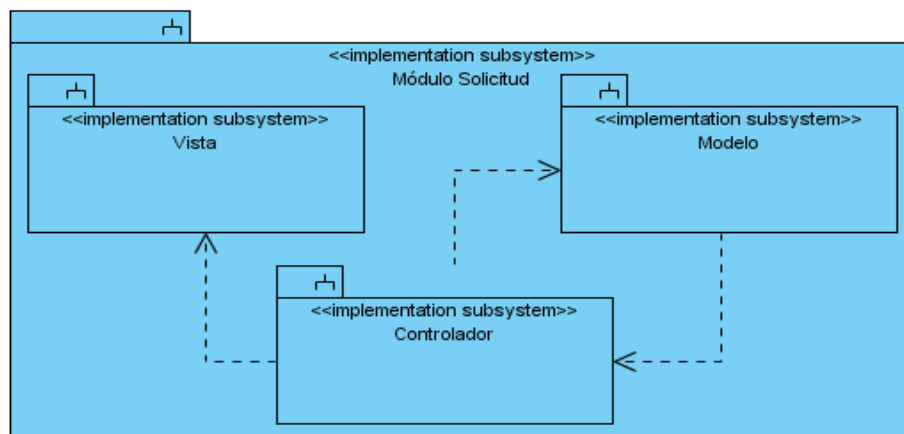 <<implementation subsystem>>
Módulo Solicitud
<<implementation subsystem>>
Vista
<<implementation subsystem>>
Modelo
<<implementation subsystem>>
Controlador